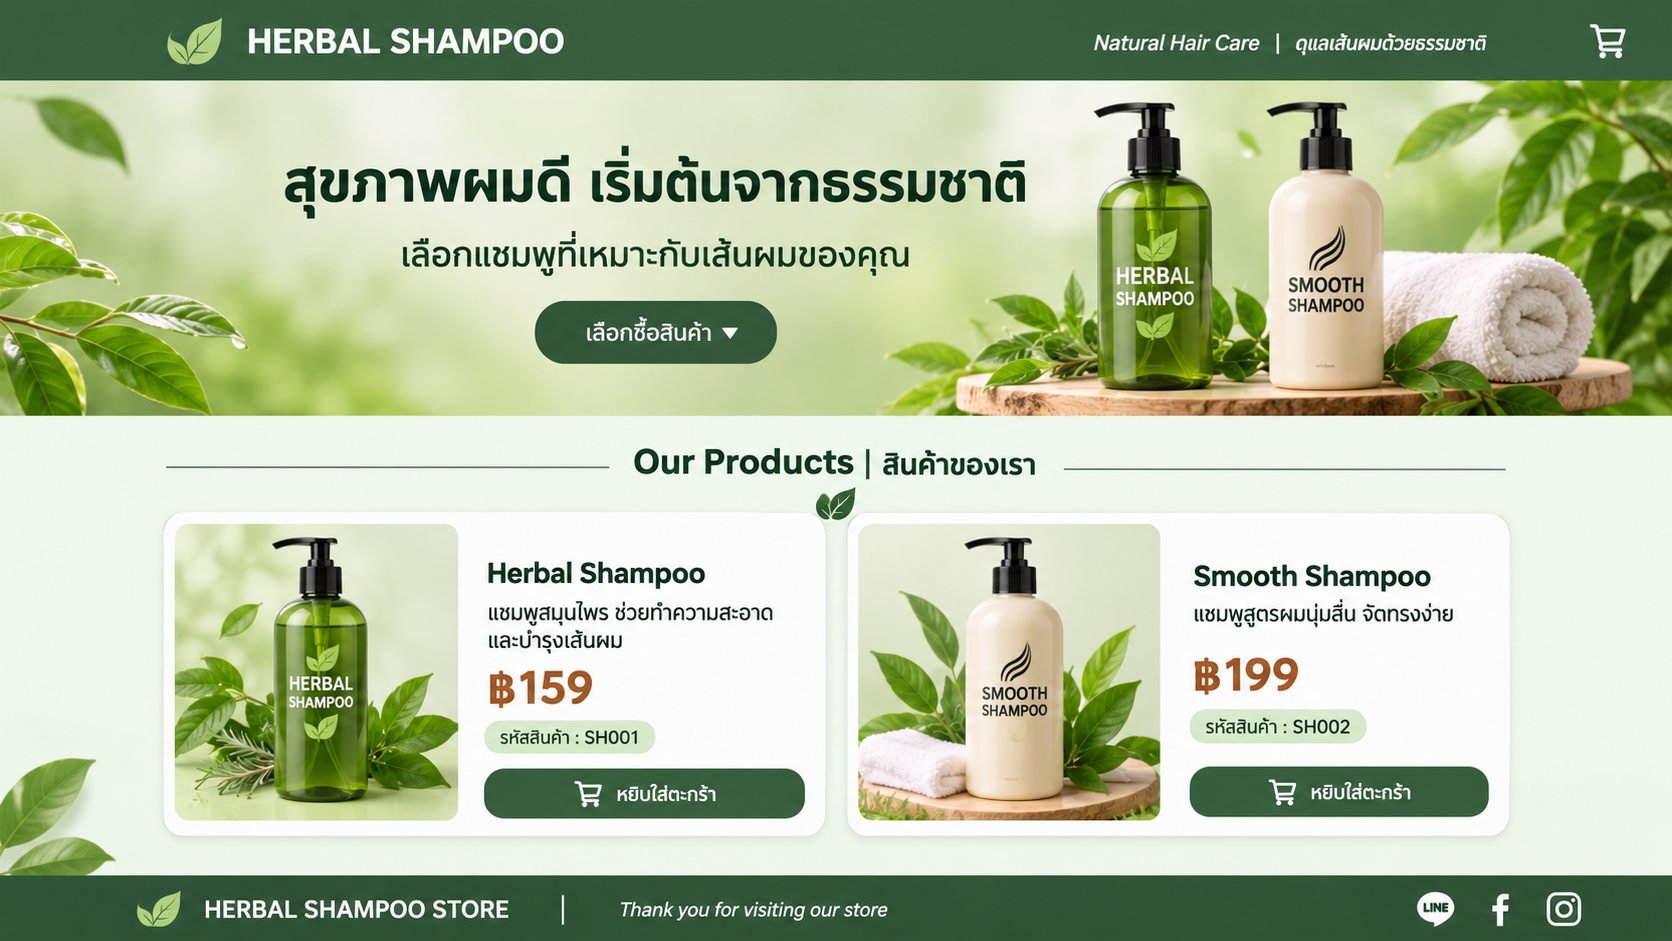 HERBAL SHAMPOO
Natural Hair Care | ดูแลเส้นผมด้วยธรรมชาติ
สุขภาพผมดี เริ่มต้นจากธรรมชาติ
เลือกแชมพูที่เหมาะกับเส้นผมของคุณ
เลือกซื้อสินค้า
HERBAL
SHAMPOO
SMOOTH
SHAMPOO
Our Products | สินค้าของเรา
HERBAL
SHAMPOO
Herbal Shampoo
แชมพูสมุนไพร ช่วยทำความสะอาด
และบำรุงเส้นผม
฿159
รหัสสินค้า : SH001
หยิบใส่ตะกร้า
SMOOTH
SHAMPOO
Smooth Shampoo
แชมพูสูตรผมนุ่มสื่น จัดทรงง่าย
฿199
รหัสสินค้า : SH002
หยิบใส่ตะกร้า
HERBAL SHAMPOO STORE | Thank you for visiting our store
LINE